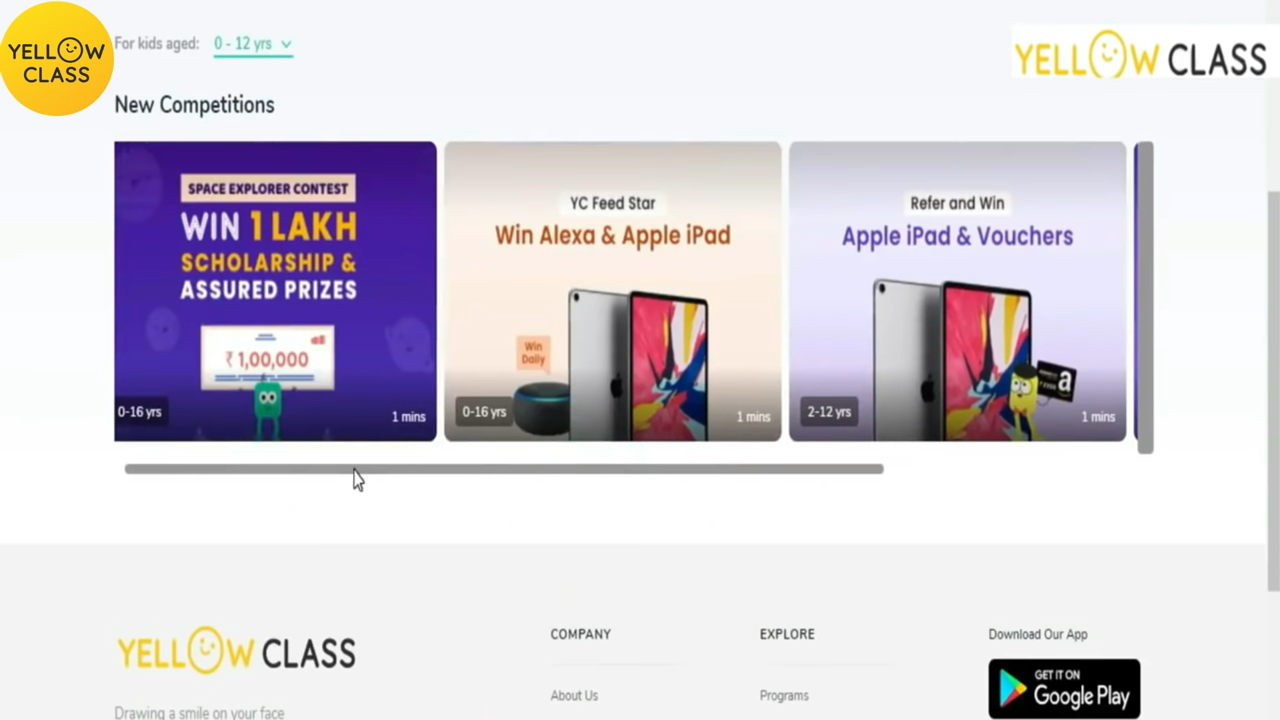 YELLOW
CLASS
For kids aged: 0 - 12 yrs
YELLOW CLASS
New Competitions
SPACE EXPLORER CONTEST
WIN 1 LAKH
SCHOLARSHIP &
ASSURED PRIZES
₹ 1,00,000
0-16 yrs
1 mins
YC Feed Star
Win Alexa & Apple iPad
Win
Daily
0-16 yrs
1 mins
Refer and Win
Apple iPad & Vouchers
a
2-12 yrs
1 mins
YELLOW CLASS
Drawing a smile on your face
COMPANY
About Us
EXPLORE
Programs
Download Our App
GET IT ON
Google Play